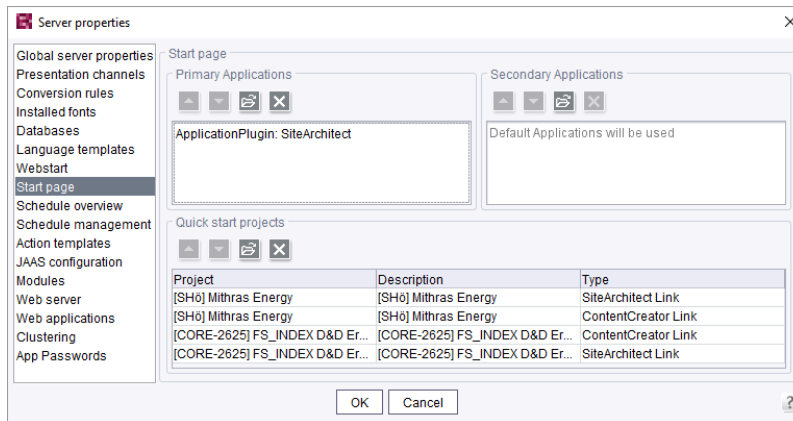 Server properties
Global server properties
Presentation channels
Conversion rules
Installed fonts
Databases
Language templates
Webstart
Start page
Schedule overview
Schedule management
Action templates
JAAS configuration
Modules
Web server
Web applications
Clustering
App Passwords
Start page
Primary Applications
ApplicationPlugin: SiteArchitect
Secondary Applications
Default Applications will be used
Quick start projects
Project Description Type
[SHö] Mithras Energy [SHö] Mithras Energy SiteArchitect Link
[SHö] Mithras Energy [SHö] Mithras Energy ContentCreator Link
[CORE-2625] FS_INDEX D&D Er... [CORE-2625] FS_INDEX D&D Er... ContentCreator Link
[CORE-2625] FS_INDEX D&D Er... [CORE-2625] FS_INDEX D&D Er... SiteArchitect Link
OK Cancel
?